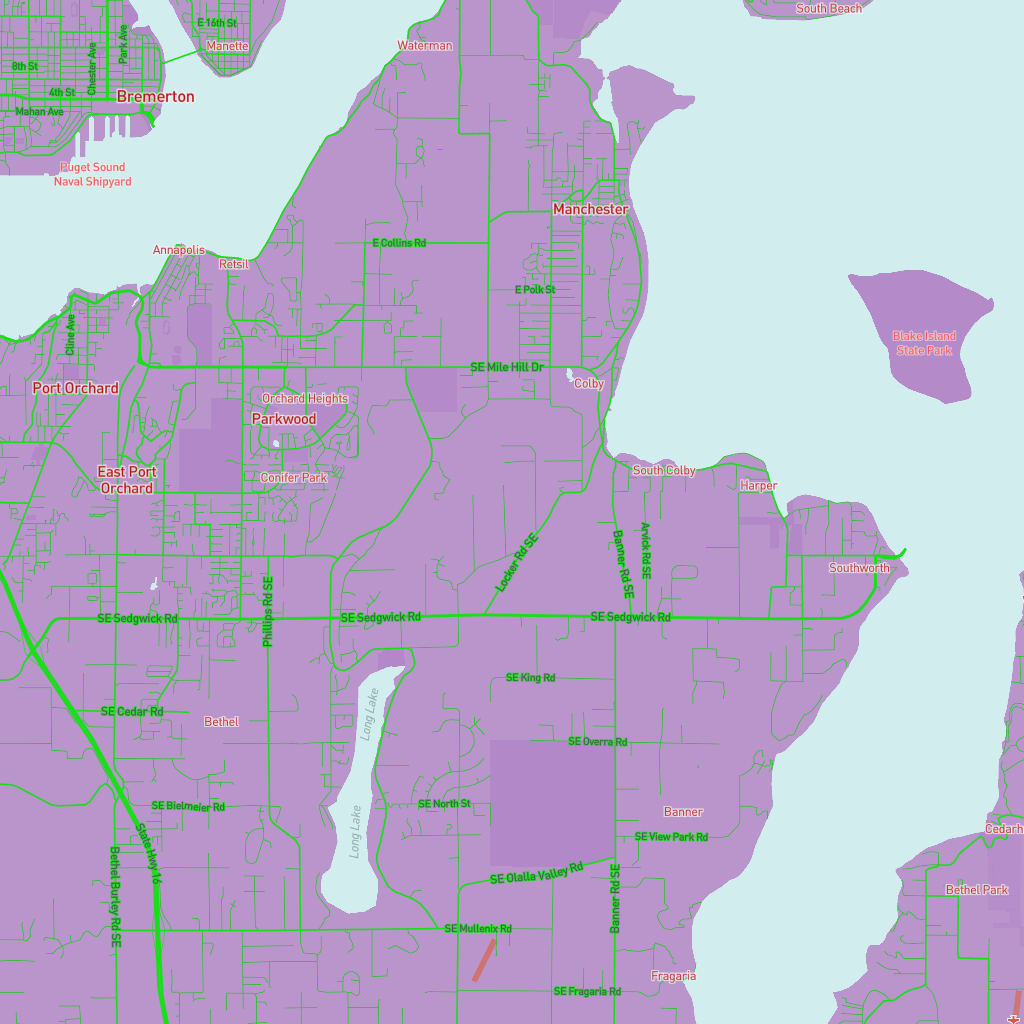 South Beach
E 16th St
Park Ave
Manette
Waterman
Chester Ave
8th St
4th St
Bremerton
Mahan Ave
Puget Sound
Naval Shipyard
Manchester
E Collins Rd
Annapolis
Retsil
E Polk St
Cline Ave
Blake Island
State Park
SE Mile Hill Dr
Colby
Port Orchard
Orchard Heights
Parkwood
East Port
Orchard
Conifer Park
South Colby
Harper
Locker Rd SE
Banner Rd SE
Arvick Rd SE
Southworth
Phillips Rd SE
SE Sedgwick Rd
SE Sedgwick Rd
SE Sedgwick Rd
SE King Rd
Long Lake
SE Cedar Rd
Bethel
SE Overra Rd
SE Bielmeier Rd
SE North St
Banner
Long Lake
State Hwy 16
SE View Park Rd
Cedarh
SE Olalla Valley Rd
Bethel Burley Rd SE
Banner Rd SE
Bethel Park
SE Mullenix Rd
Fragaria
SE Fragaria Rd